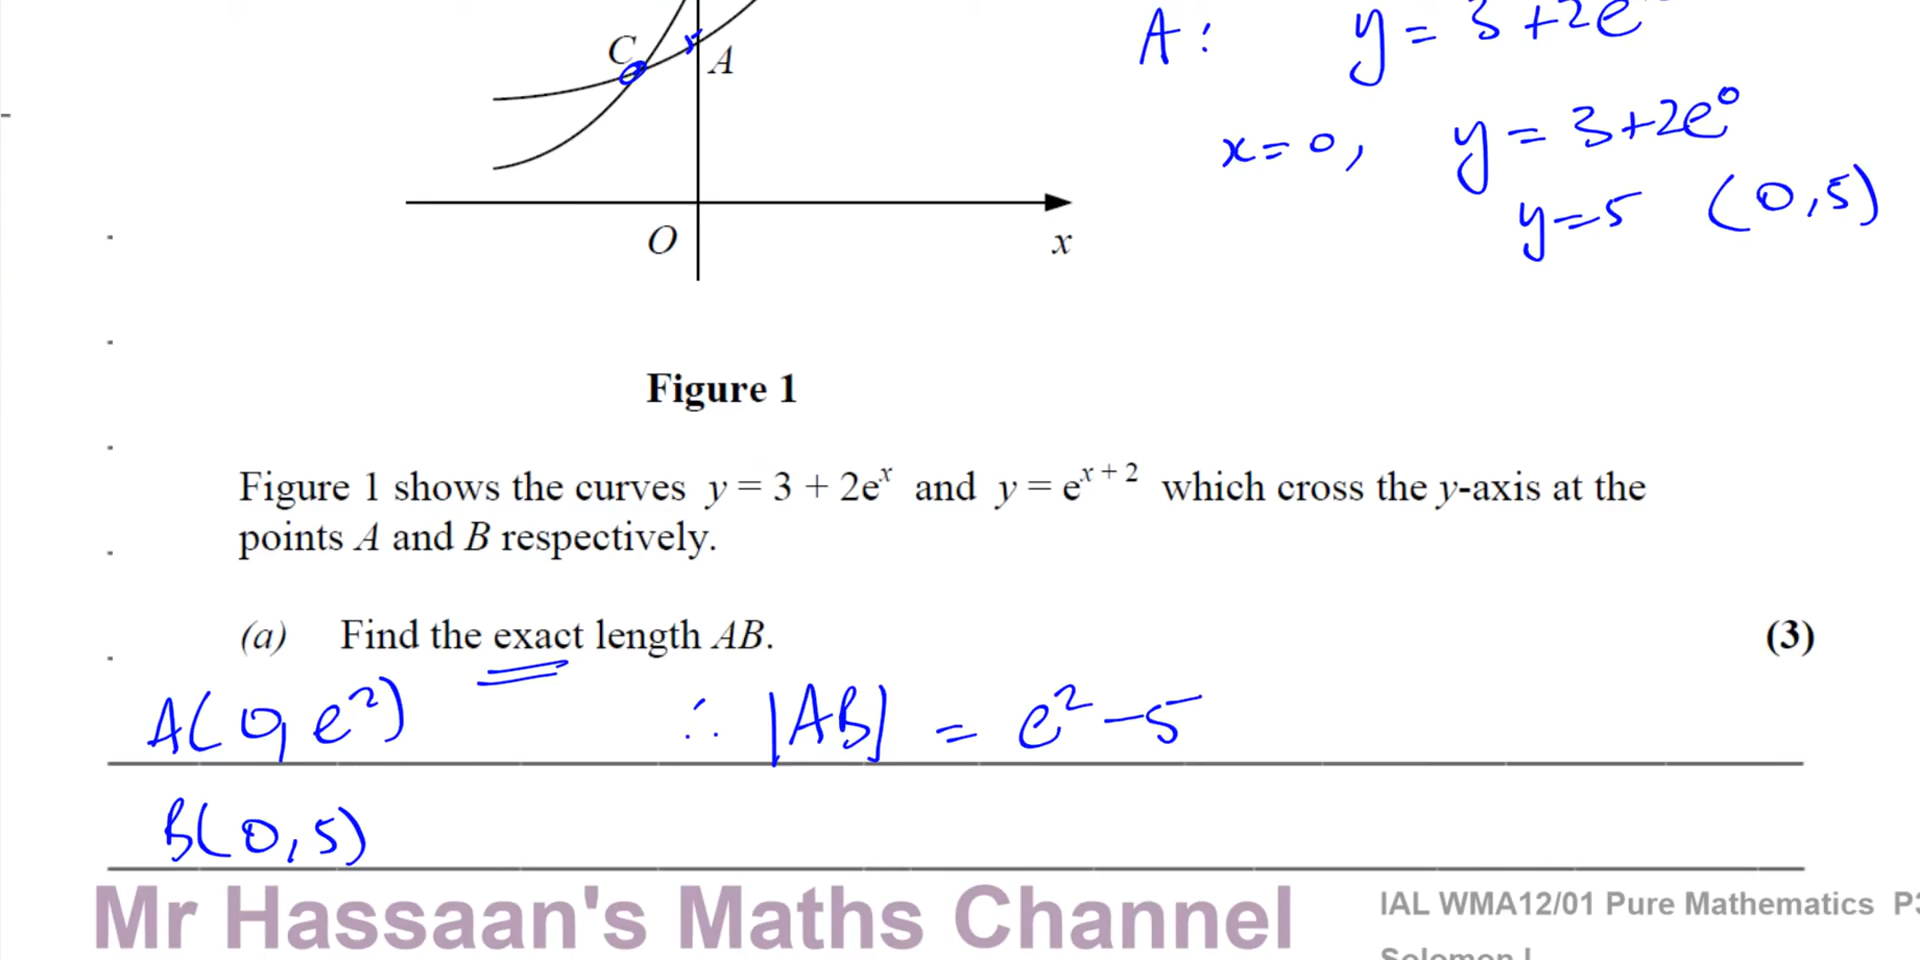 A: y = 3 + 2e
C
A
x = 0, y = 3 + 2e⁰
y = 5 (0, 5)
O
x
Figure 1
Figure 1 shows the curves y = 3 + 2eˣ and y = eˣ⁺² which cross the y-axis at the
points A and B respectively.
(a) Find the exact length AB. (3)
A(0, e²) ∴ |AB| = e² − 5
B(0, 5)
Mr Hassaan's Maths Channel
IAL WMA12/01 Pure Mathematics